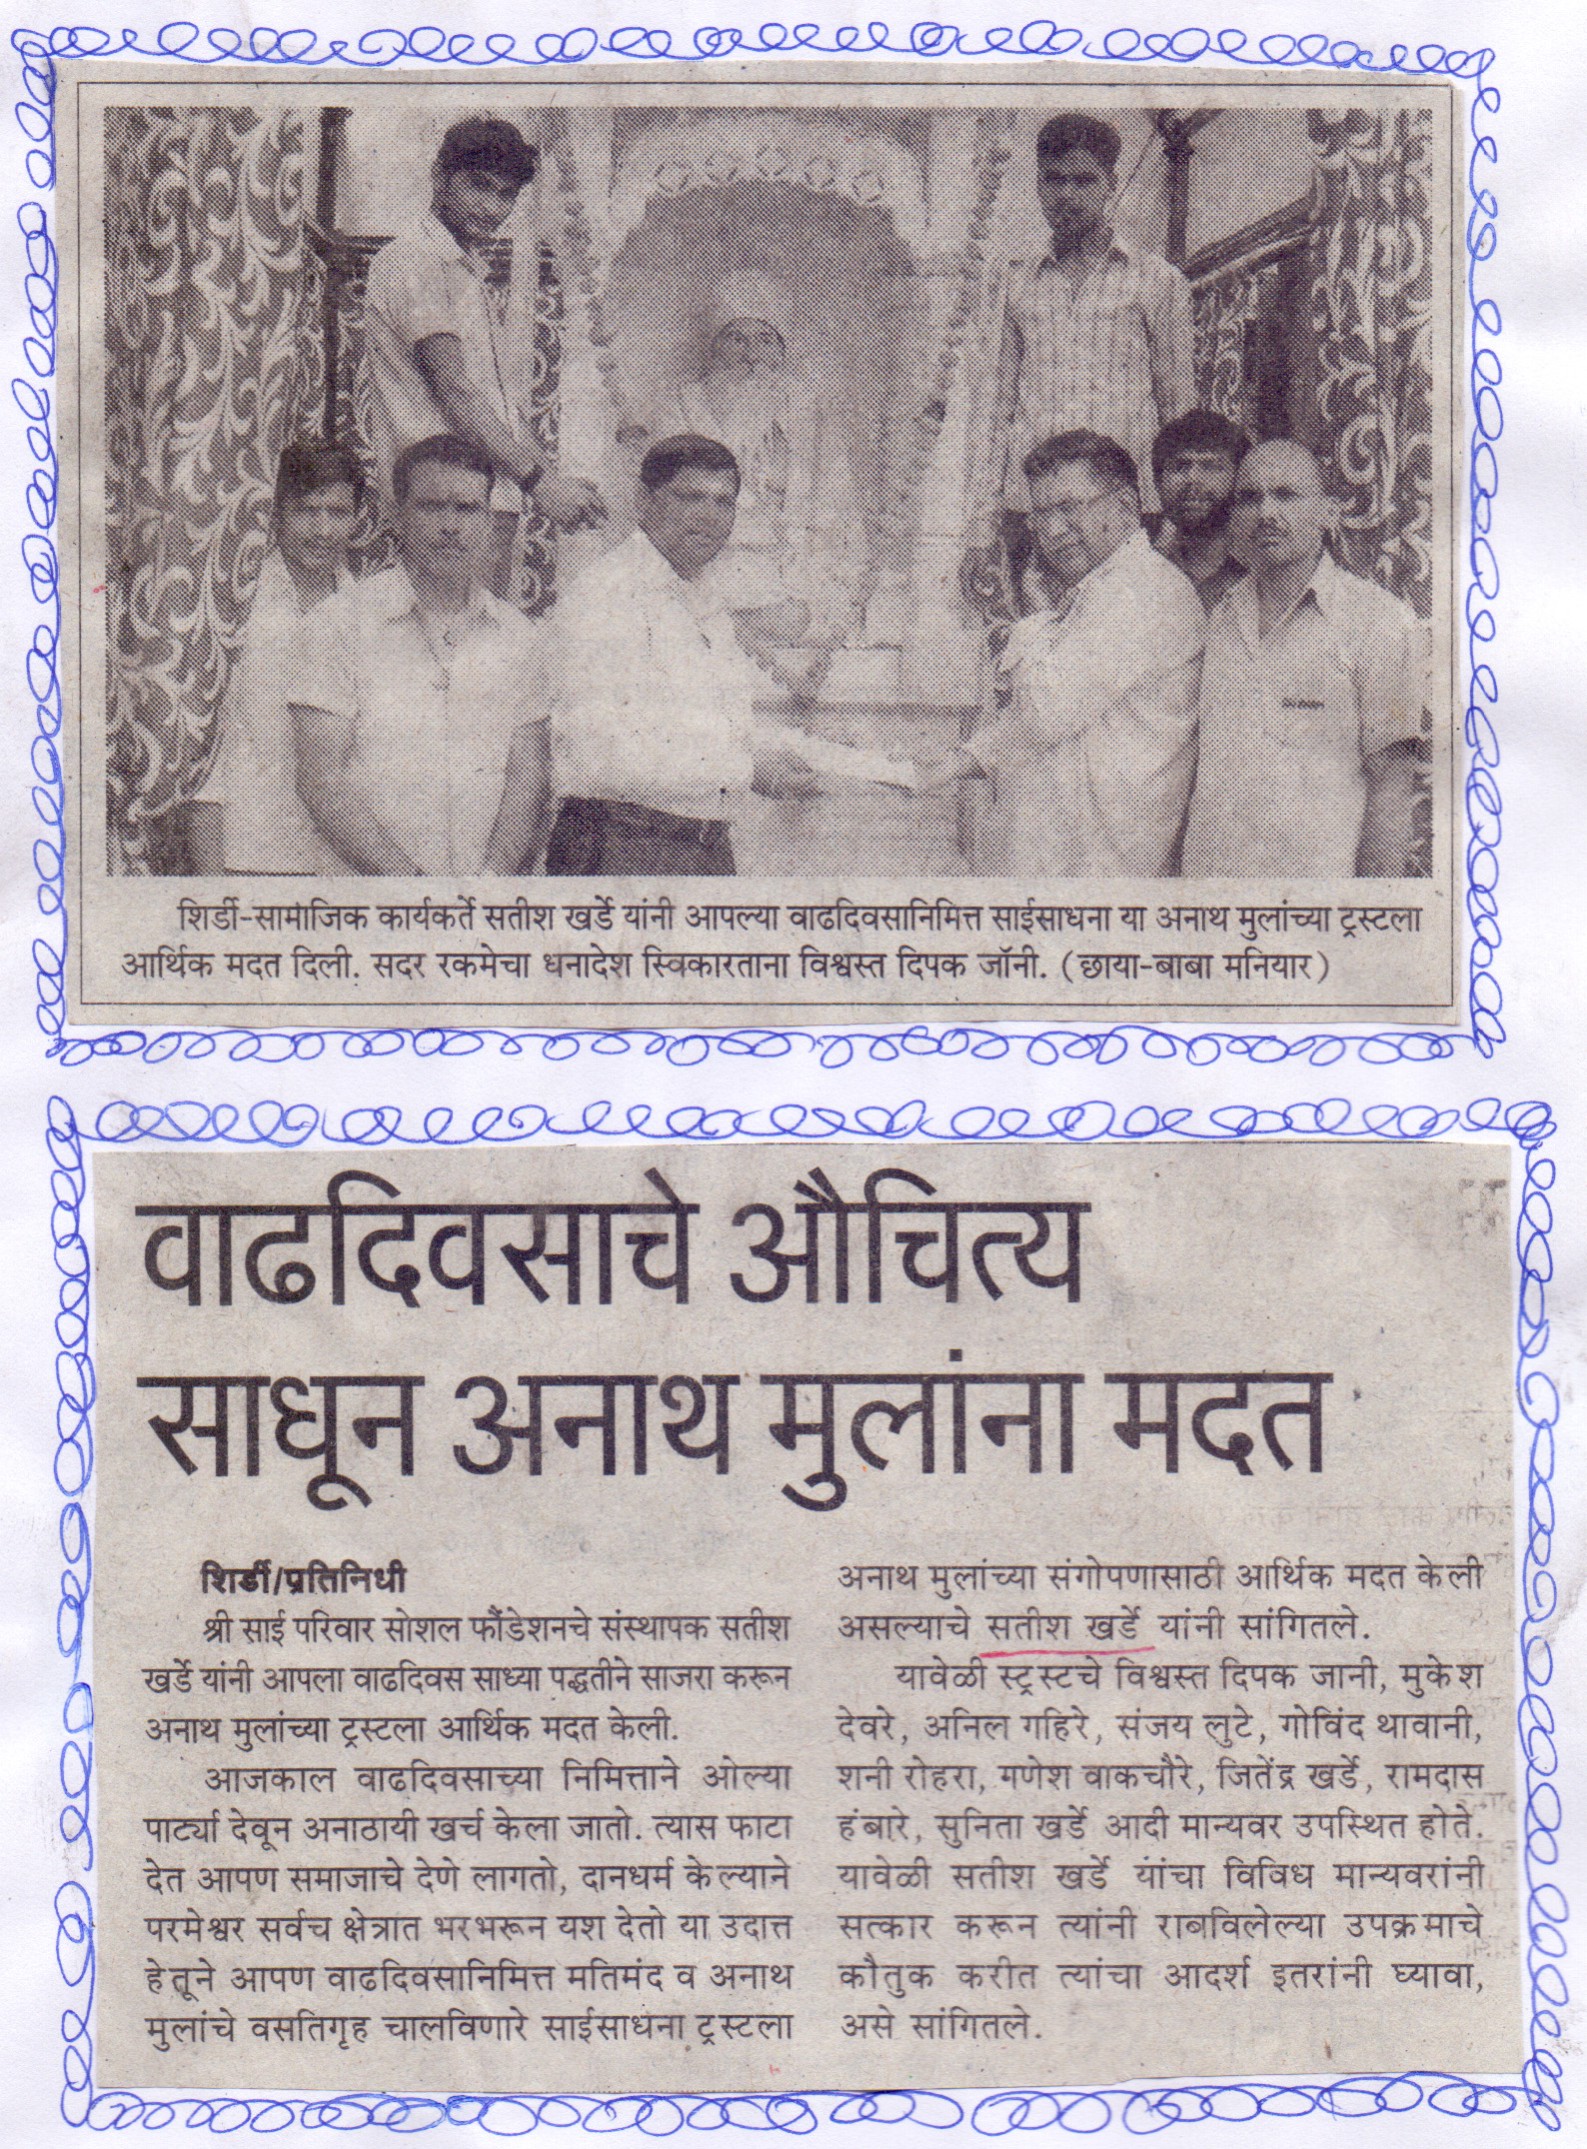 शिर्डी-सामाजिक कार्यकर्ते सतीश खर्डे यांनी आपल्या वाढदिवसानिमित्त साईसाधना या अनाथ मुलांच्या ट्रस्टला
आर्थिक मदत दिली. सदर रकमेचा धनादेश स्विकारताना विश्वस्त दिपक जॉनी. (छाया-बाबा मनियार)
वाढदिवसाचे औचित्य
साधून अनाथ मुलांना मदत
शिर्डी/प्रतिनिधी
श्री साई परिवार सोशल फौंडेशनचे संस्थापक सतीश
खर्डे यांनी आपला वाढदिवस साध्या पद्धतीने साजरा करून
अनाथ मुलांच्या ट्रस्टला आर्थिक मदत केली.
आजकाल वाढदिवसाच्या निमित्ताने ओल्या
पार्ट्या देवून अनाठायी खर्च केला जातो. त्यास फाटा
देत आपण समाजाचे देणे लागतो, दानधर्म केल्याने
परमेश्वर सर्वच क्षेत्रात भरभरून यश देतो या उदात्त
हेतूने आपण वाढदिवसानिमित्त मतिमंद व अनाथ
मुलांचे वसतिगृह चालविणारे साईसाधना ट्रस्टला
अनाथ मुलांच्या संगोपणासाठी आर्थिक मदत केली
असल्याचे सतीश खर्डे यांनी सांगितले.
यावेळी स्ट्रस्टचे विश्वस्त दिपक जानी, मुकेश
देवरे, अनिल गहिरे, संजय लुटे, गोविंद थावानी,
शनी रोहरा, गणेश वाकचौरे, जितेंद्र खर्डे, रामदास
हंबारे, सुनिता खर्डे आदी मान्यवर उपस्थित होते.
यावेळी सतीश खर्डे यांचा विविध मान्यवरांनी
सत्कार करून त्यांनी राबविलेल्या उपक्रमाचे
कौतुक करीत त्यांचा आदर्श इतरांनी घ्यावा,
असे सांगितले.